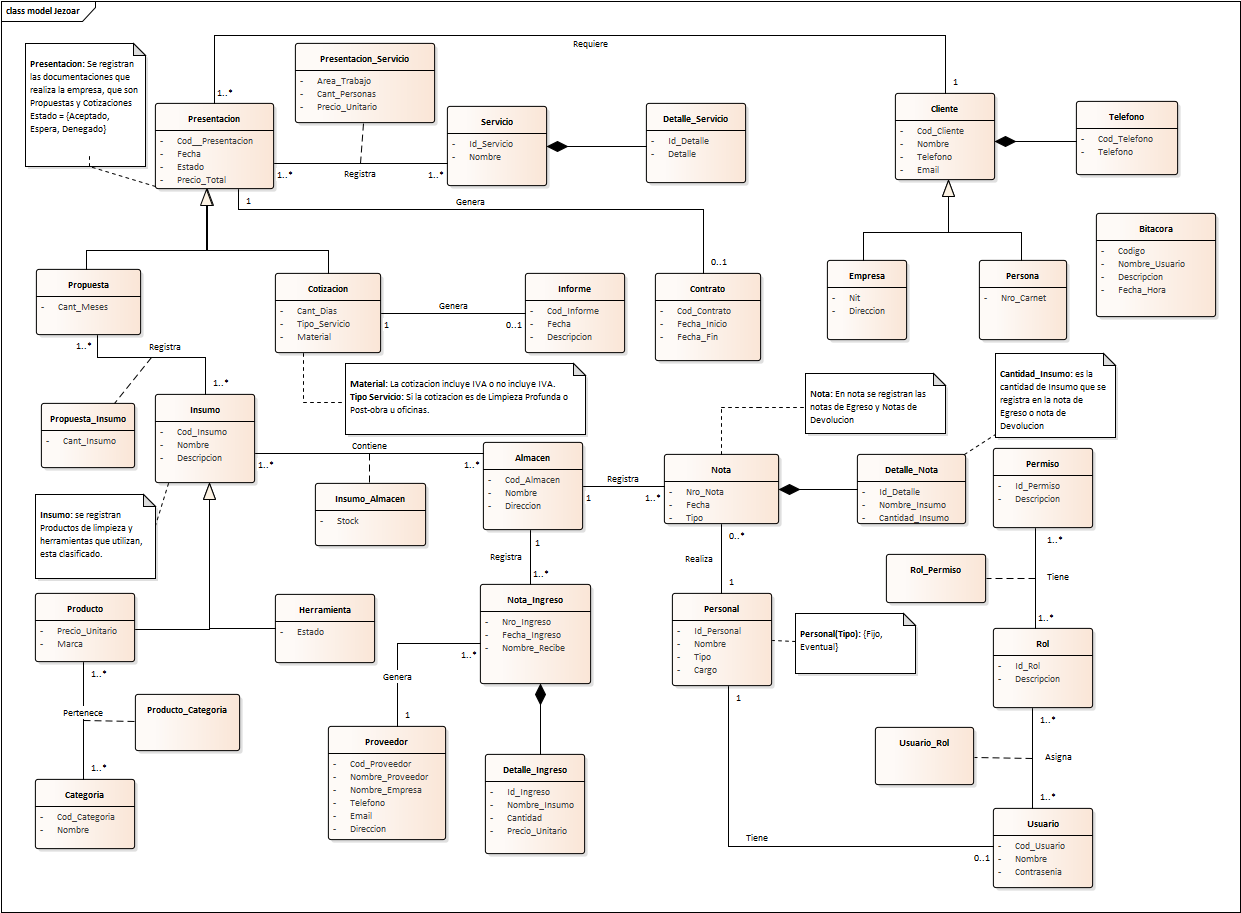 class model Jezoar
Requiere
Presentacion: Se registran
las documentaciones que
realiza la empresa, que son
Propuestas y Cotizaciones
Estado = {Aceptado,
Espera, Denegado}
1..*
1
Presentacion_Servicio
- Area_Trabajo
- Cant_Personas
- Precio_Unitario
Presentacion
- Cod__Presentacion
- Fecha
- Estado
- Precio_Total
1..*
Registra
1..*
Servicio
- Id_Servicio
- Nombre
Detalle_Servicio
- Id_Detalle
- Detalle
Cliente
- Cod_Cliente
- Nombre
- Telefono
- Email
Telefono
- Cod_Telefono
- Telefono
1
Genera
0..1
Bitacora
- Codigo
- Nombre_Usuario
- Descripcion
- Fecha_Hora
Propuesta
- Cant_Meses
Cotizacion
- Cant_Dias
- Tipo_Servicio
- Material
1
Genera
0..1
Informe
- Cod_Informe
- Fecha
- Descripcion
Contrato
- Cod_Contrato
- Fecha_Inicio
- Fecha_Fin
Empresa
- Nit
- Direccion
Persona
- Nro_Carnet
1..*
Registra
1..*
Material: La cotizacion incluye IVA o no incluye IVA.
Tipo Servicio: Si la cotizacion es de Limpieza Profunda o
Post-obra u oficinas.
Nota: En nota se registran las
notas de Egreso y Notas de
Devolucion
Cantidad_Insumo: es la
cantidad de Insumo que se
registra en la nota de
Egreso o nota de
Devolucion
Propuesta_Insumo
- Cant_Insumo
Insumo
- Cod_Insumo
- Nombre
- Descripcion
1..*
Contiene
1..*
Almacen
- Cod_Almacen
- Nombre
- Direccion
1
Registra
1..*
Nota
- Nro_Nota
- Fecha
- Tipo
Detalle_Nota
- Id_Detalle
- Nombre_Insumo
- Cantidad_Insumo
Permiso
- Id_Permiso
- Descripcion
Insumo_Almacen
- Stock
Insumo: se registran
Productos de limpieza y
herramientas que utilizan,
esta clasificado.
1
Registra
1..*
0..*
Realiza
1
1..*
Tiene
1..*
Rol_Permiso
Producto
- Precio_Unitario
- Marca
Herramienta
- Estado
Nota_Ingreso
- Nro_Ingreso
- Fecha_Ingreso
- Nombre_Recibe
Personal
- Id_Personal
- Nombre
- Tipo
- Cargo
Personal(Tipo): {Fijo,
Eventual}
Rol
- Id_Rol
- Descripcion
1..*
Genera
1
1..*
Pertenece
1..*
Producto_Categoria
1
Tiene
0..1
1..*
Asigna
1..*
Usuario_Rol
Proveedor
- Cod_Proveedor
- Nombre_Proveedor
- Nombre_Empresa
- Telefono
- Email
- Direccion
Detalle_Ingreso
- Id_Ingreso
- Nombre_Insumo
- Cantidad
- Precio_Unitario
Categoria
- Cod_Categoria
- Nombre
Usuario
- Cod_Usuario
- Nombre
- Contrasenia